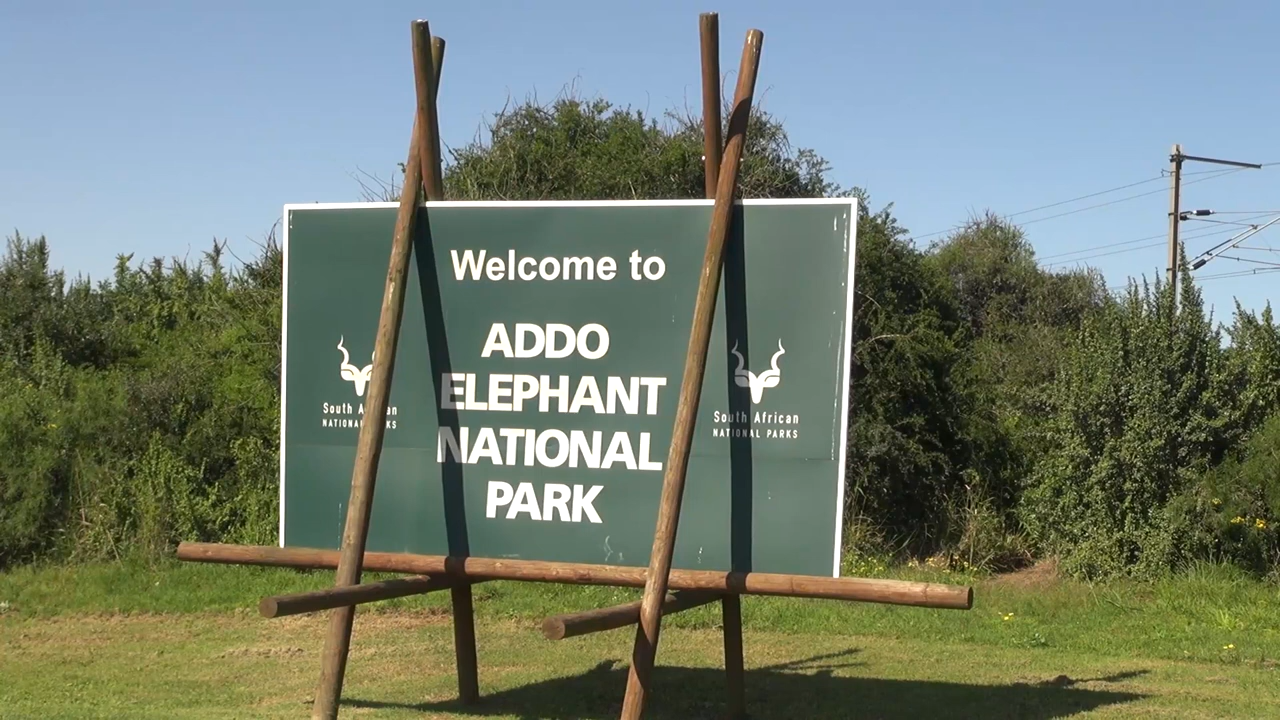 Welcome to
ADDO
ELEPHANT
NATIONAL
PARK
South African
NATIONAL PARKS
South African
NATIONAL PARKS